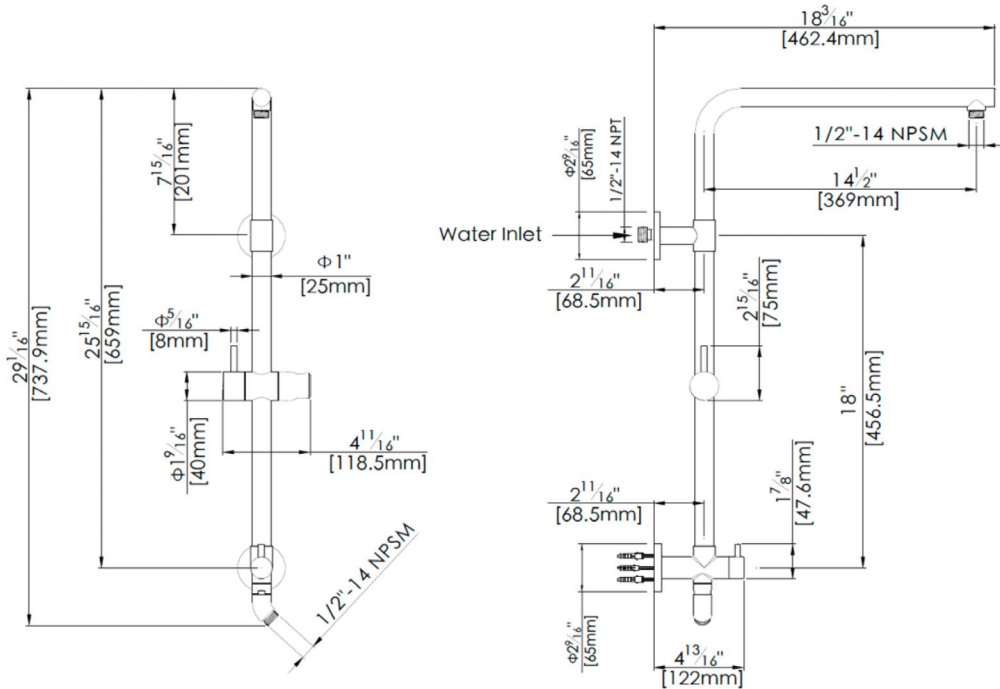 29 1/16"
[737.9mm]
25 15/16"
[659mm]
7 15/16"
[201mm]
Φ1"
[25mm]
Φ5/16"
[8mm]
Φ1 9/16"
[40mm]
4 11/16"
[118.5mm]
1/2"-14 NPSM
18 3/16"
[462.4mm]
1/2"-14 NPSM
14 1/2"
[369mm]
Φ2 9/16"
[65mm]
1/2"-14 NPT
Water Inlet
2 11/16"
[68.5mm]
2 15/16"
[75mm]
18"
[456.5mm]
2 11/16"
[68.5mm]
1 7/8"
[47.6mm]
Φ2 9/16"
[65mm]
4 13/16"
[122mm]